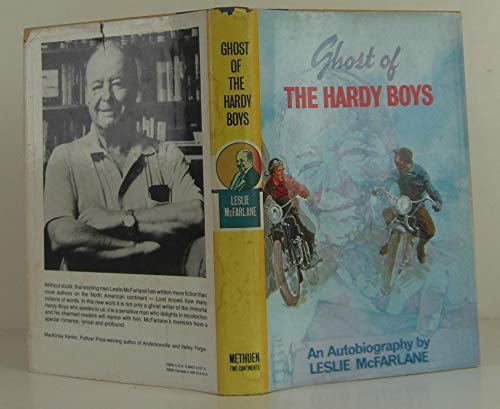 Without doubt, that exciting man Leslie McFarlane has written more fiction than
most authors on the North American continent — Lord knows how many
millions of words. In this new work it is not only a ghost writer of the immortal
Hardy Boys who speaks to us: it is a sensitive man who delights in recollection
and his charmed readers will rejoice with him. McFarlane's memoirs have a
special romance, lyrical and profound.
MacKinlay Kantor, Pulitzer Prize-winning author of Andersonville and Valley Forge.
GHOST
OF
THE
HARDY
BOYS
LESLIE
McFARLANE
METHUEN
TWO CONTINENTS
Ghost of
THE HARDY BOYS
An Autobiography by
LESLIE McFARLANE